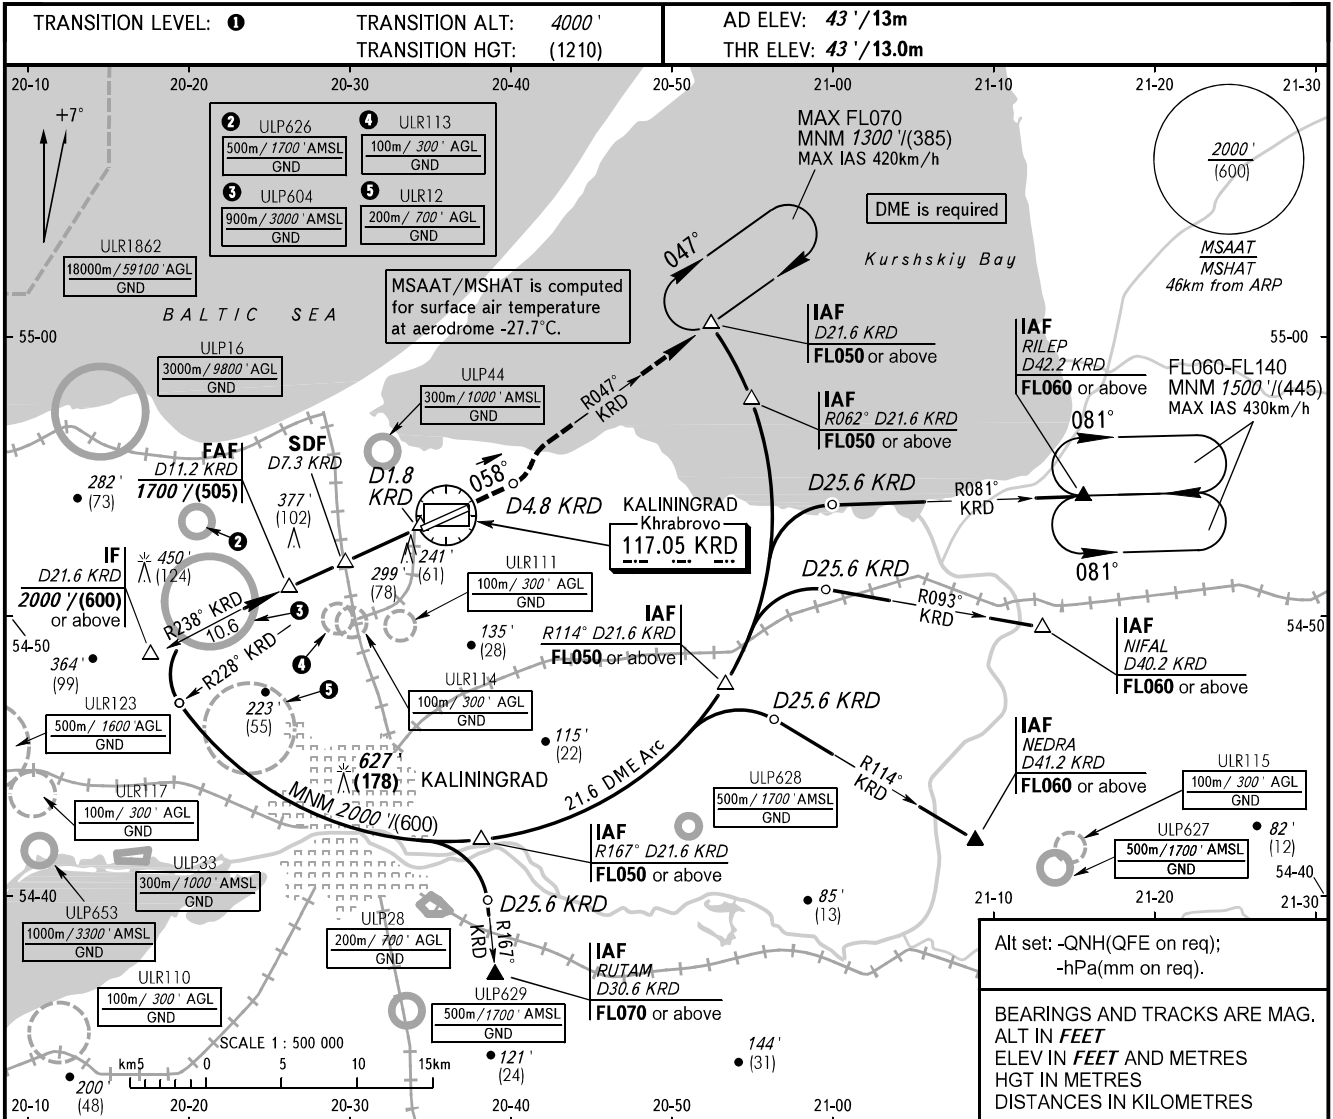 TRANSITION LEVEL: ❶
TRANSITION ALT: 4000 '
TRANSITION HGT: (1210)
AD ELEV: 43 '/13m
THR ELEV: 43 '/13.0m
20-10
20-20
20-30
20-40
20-50
21-00
21-10
21-20
21-30
+7°
❷ ULP626
500m/1700 'AMSL
GND
❹ ULR113
100m/ 300 ' AGL
GND
❸ ULP604
900m/3000 'AMSL
GND
❺ ULR12
200m/ 700 ' AGL
GND
MAX FL070
MNM 1300 '/(385)
MAX IAS 420km/h
2000 '
(600)
MSAAT
MSHAT
46km from ARP
DME is required
Kurshskiy Bay
ULR1862
18000m/59100 'AGL
GND
047°
MSAAT/MSHAT is computed
for surface air temperature
at aerodrome -27.7°C.
BALTIC SEA
55-00
55-00
IAF
D21.6 KRD
FL050 or above
IAF
RILEP
D42.2 KRD
FL060 or above
ULP16
3000m/9800 'AGL
GND
ULP44
300m/1000 'AMSL
GND
R047°
KRD
FL060-FL140
MNM 1500 '/(445)
MAX IAS 430km/h
IAF
R062° D21.6 KRD
FL050 or above
081°
FAF
D11.2 KRD
1700 '/(505)
SDF
D7.3 KRD
D1.8
KRD
058°
D4.8 KRD
282 '
(73)
377 '
(102)
KALININGRAD
Khrabrovo
117.05 KRD
D25.6 KRD
R081°
KRD
❷
IF
D21.6 KRD
2000 '/(600)
or above
450 '
(124)
299 '
(78)
241 '
(61)
ULR111
100m/ 300 ' AGL
GND
081°
D25.6 KRD
R093°
KRD
R238° KRD
10.6
❸
IAF
R114° D21.6 KRD
FL050 or above
IAF
NIFAL
D40.2 KRD
FL060 or above
54-50
54-50
135 '
(28)
R228° KRD
364 '
(99)
❹
❺
ULR123
500m/ 1600 'AGL
GND
223 '
(55)
ULR114
100m/ 300 ' AGL
GND
D25.6 KRD
115 '
(22)
627 '
(178)
KALININGRAD
21.6 DME Arc
R114°
KRD
IAF
NEDRA
D41.2 KRD
FL060 or above
ULR117
100m/ 300 ' AGL
GND
MNM 2000 '/(600)
ULP628
500m/1700 'AMSL
GND
ULR115
100m/ 300 ' AGL
GND
IAF
R167° D21.6 KRD
FL050 or above
ULP627
500m/1700' AMSL
GND
82 '
(12)
ULP33
300m/1000 'AMSL
GND
54-40
54-40
85 '
(13)
D25.6 KRD
21-10
21-20
21-30
ULP653
1000m/3300 'AMSL
GND
ULP28
200m/ 700 ' AGL
GND
R167°
KRD
IAF
RUTAM
D30.6 KRD
FL070 or above
Alt set: -QNH(QFE on req);
-hPa(mm on req).
ULR110
100m/ 300 ' AGL
GND
ULP629
500m/1700' AMSL
GND
BEARINGS AND TRACKS ARE MAG.
ALT IN FEET
ELEV IN FEET AND METRES
HGT IN METRES
DISTANCES IN KILOMETRES
SCALE 1 : 500 000
km5 0 5 10 15km
121 '
(24)
144 '
(31)
200 '
(48)
20-10
20-20
20-30
20-40
20-50
21-00